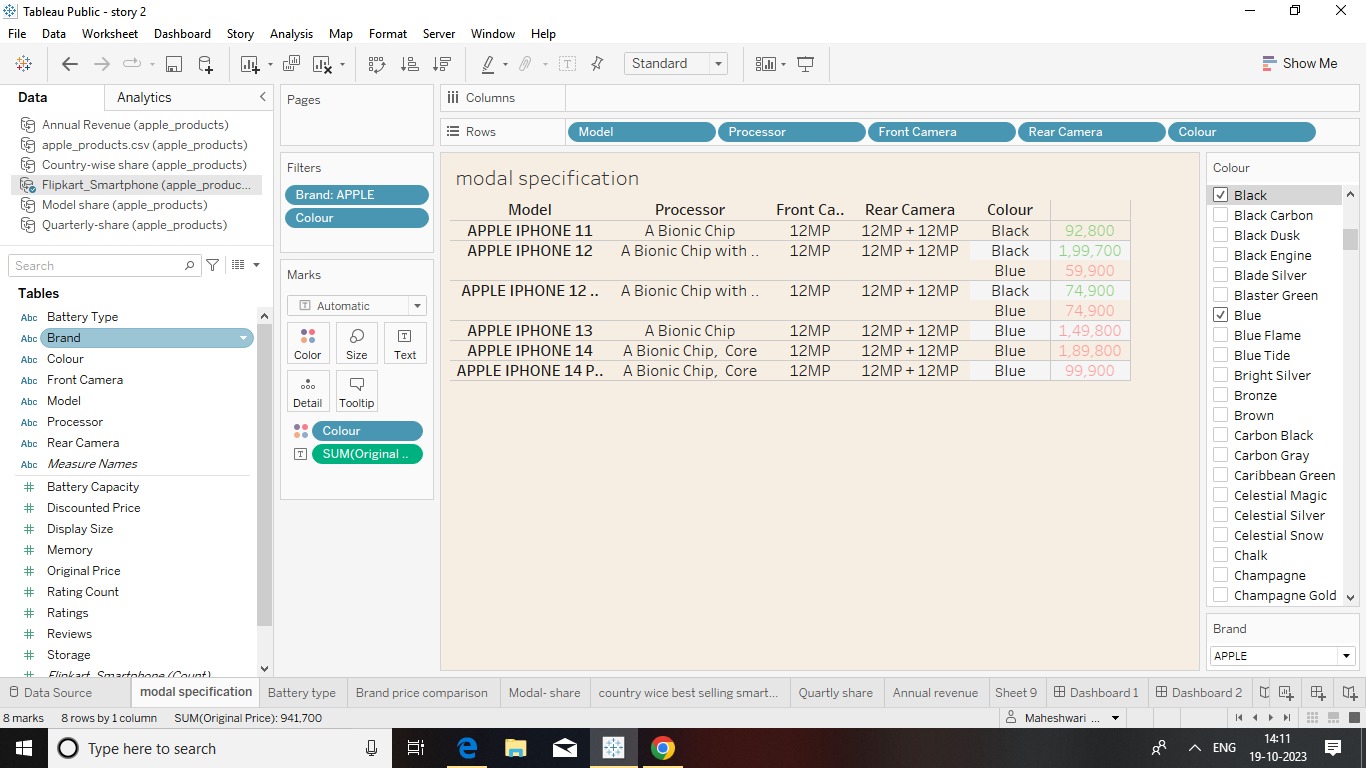 Tableau Public - story 2
File Data Worksheet Dashboard Story Analysis Map Format Server Window Help
Standard
Show Me
Data Analytics
Annual Revenue (apple_products)
apple_products.csv (apple_products)
Country-wise share (apple_products)
Flipkart_Smartphone (apple_produc...
Model share (apple_products)
Quarterly-share (apple_products)
Search
Tables
Abc Battery Type
Abc Brand
Abc Colour
Abc Front Camera
Abc Model
Abc Processor
Abc Rear Camera
Abc Measure Names
# Battery Capacity
# Discounted Price
# Display Size
# Memory
# Original Price
# Rating Count
# Ratings
# Reviews
# Storage
# Flipkart_Smartphone (Count)
Pages
Filters
Brand: APPLE
Colour
Marks
Automatic
Color Size Text
Detail Tooltip
Colour
SUM(Original ..
Columns
Rows Model Processor Front Camera Rear Camera Colour
modal specification
Model Processor Front Ca.. Rear Camera Colour
APPLE IPHONE 11 A Bionic Chip 12MP 12MP + 12MP Black 92,800
APPLE IPHONE 12 A Bionic Chip with .. 12MP 12MP + 12MP Black 1,99,700
Blue 59,900
APPLE IPHONE 12 .. A Bionic Chip with .. 12MP 12MP + 12MP Black 74,900
Blue 74,900
APPLE IPHONE 13 A Bionic Chip 12MP 12MP + 12MP Blue 1,49,800
APPLE IPHONE 14 A Bionic Chip, Core 12MP 12MP + 12MP Blue 1,89,800
APPLE IPHONE 14 P.. A Bionic Chip, Core 12MP 12MP + 12MP Blue 99,900
Colour
Black
Black Carbon
Black Dusk
Black Engine
Blade Silver
Blaster Green
Blue
Blue Flame
Blue Tide
Bright Silver
Bronze
Brown
Carbon Black
Carbon Gray
Caribbean Green
Celestial Magic
Celestial Silver
Celestial Snow
Chalk
Champagne
Champagne Gold
Brand
APPLE
Data Source modal specification Battery type Brand price comparison Modal- share country wice best selling smart... Quartly share Annual revenue Sheet 9 Dashboard 1 Dashboard 2
8 marks 8 rows by 1 column SUM(Original Price): 941,700 Maheshwari ...
Type here to search
ENG
14:11
19-10-2023